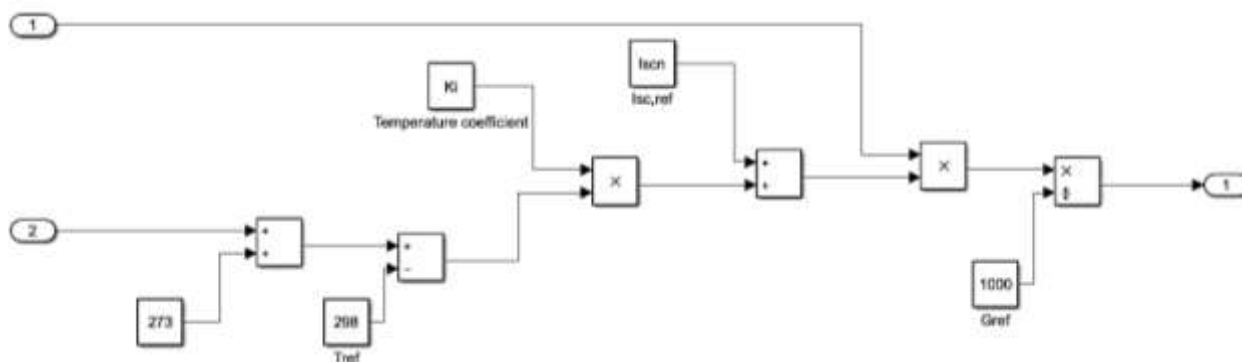 1
Iscn
Isc,ref
Ki
Temperature coefficient
+
+
×
×
×
÷
1
2
+
+
+
−
273
298
Tref
1000
Gref